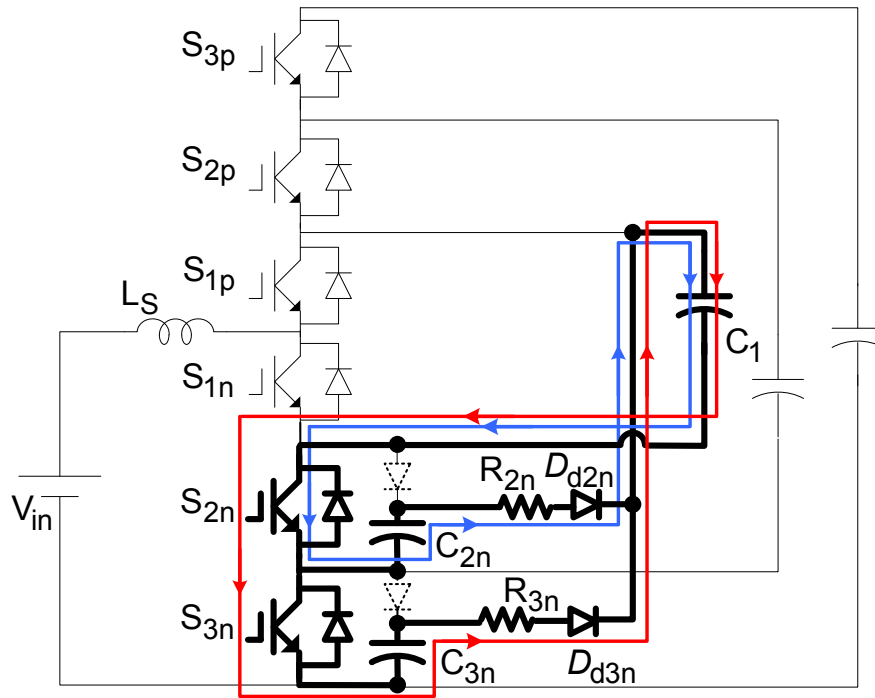 S3p
S2p
S1p
LS
C1
S1n
Vin
S2n
R2n
Dd2n
C2n
S3n
R3n
C3n
Dd3n